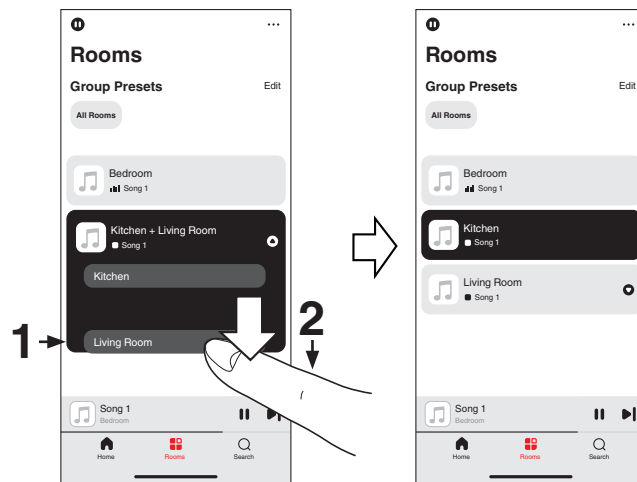 Rooms
Group Presets
Edit
All Rooms
Bedroom
Song 1
Kitchen + Living Room
Song 1
Kitchen
Living Room
1
2
Song 1
Bedroom
Home
Rooms
Search
Rooms
Group Presets
Edit
All Rooms
Bedroom
Song 1
Kitchen
Song 1
Living Room
Song 1
Song 1
Bedroom
Home
Rooms
Search